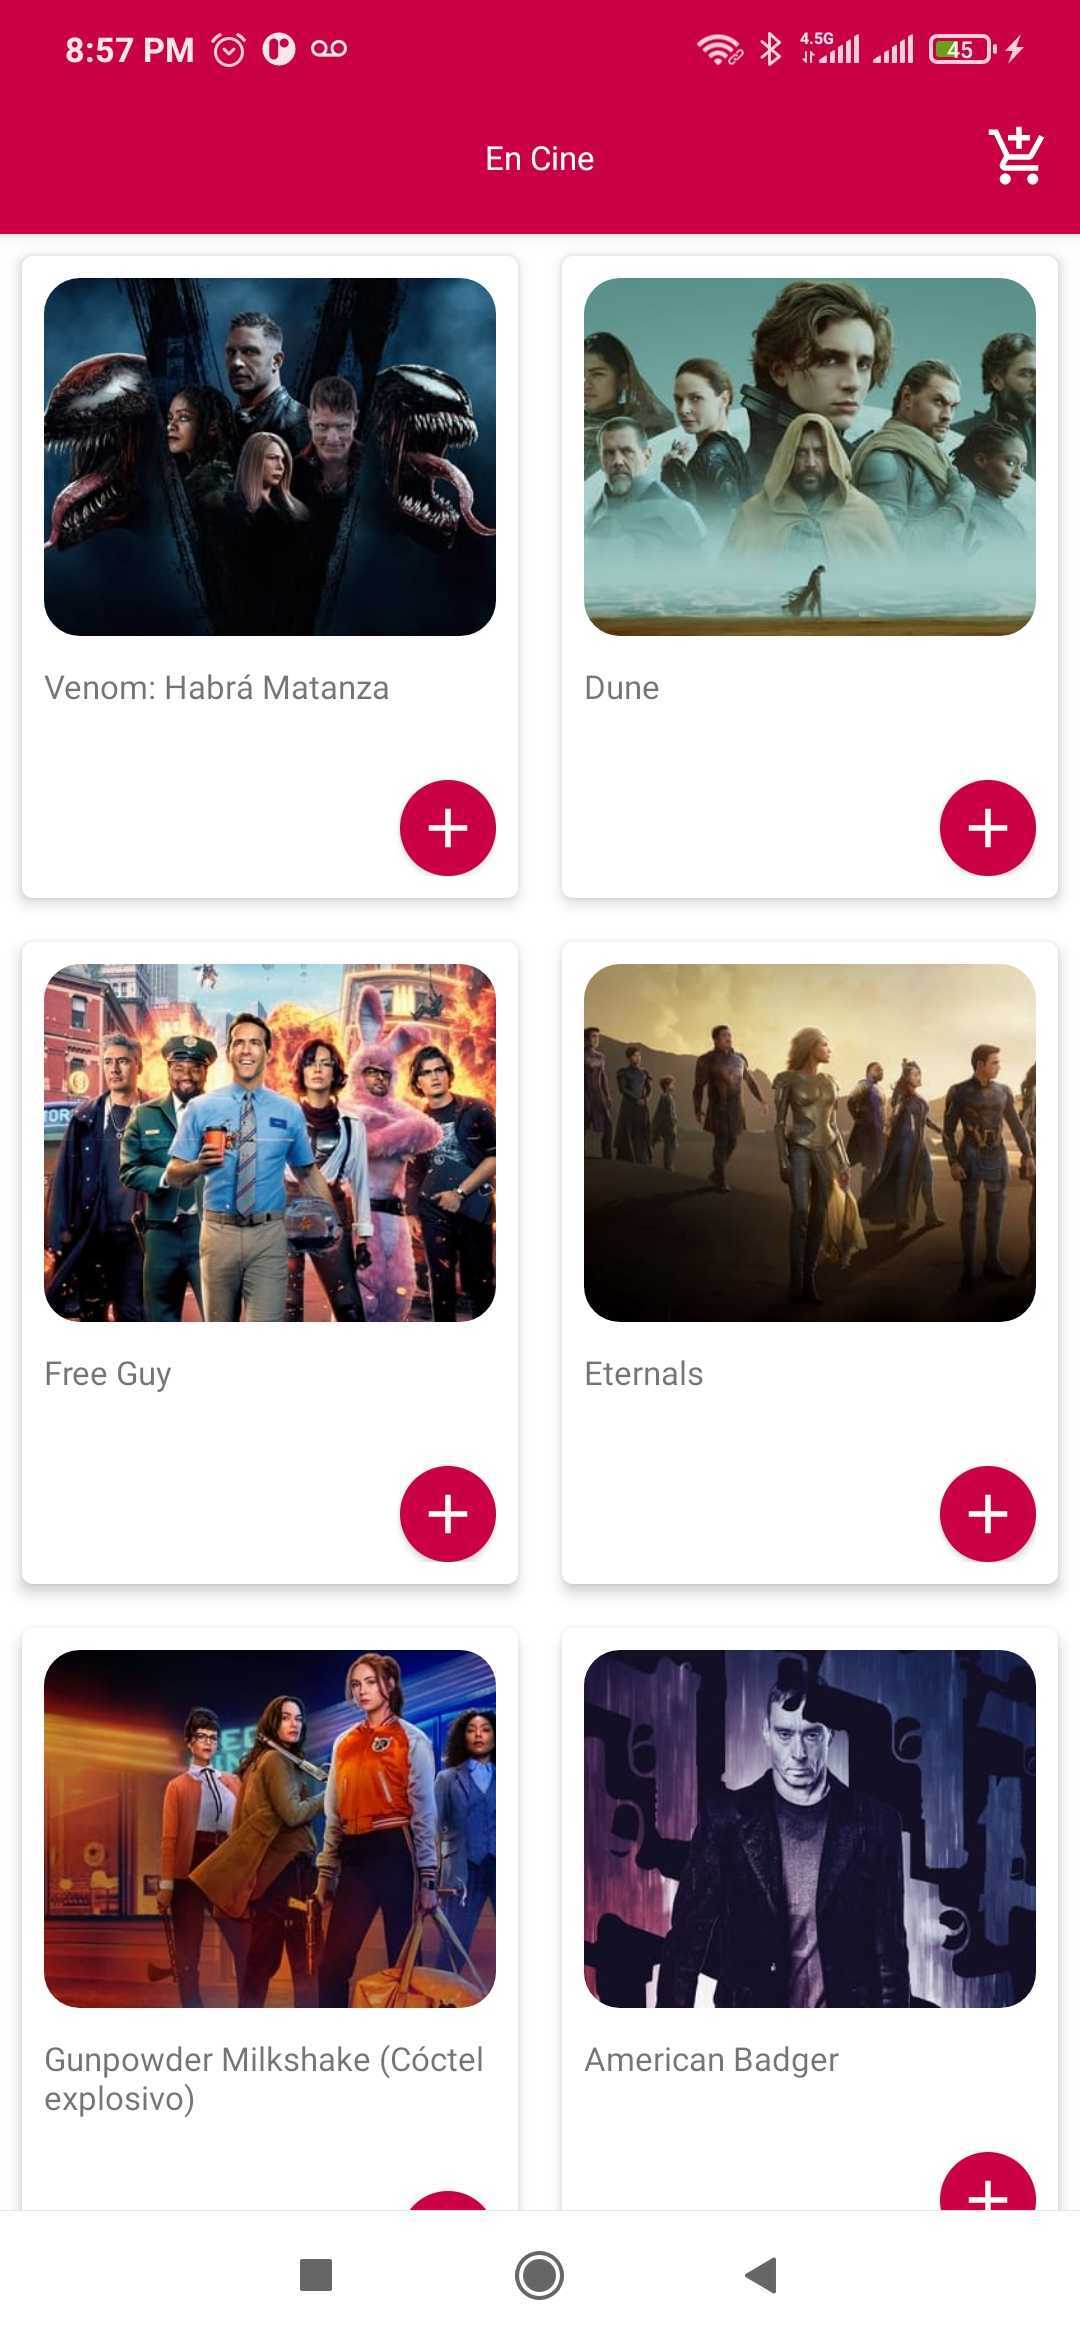 8:57 PM
4.5G
45
En Cine
Venom: Habrá Matanza
Dune
Free Guy
Eternals
Gunpowder Milkshake (Cóctel
explosivo)
American Badger